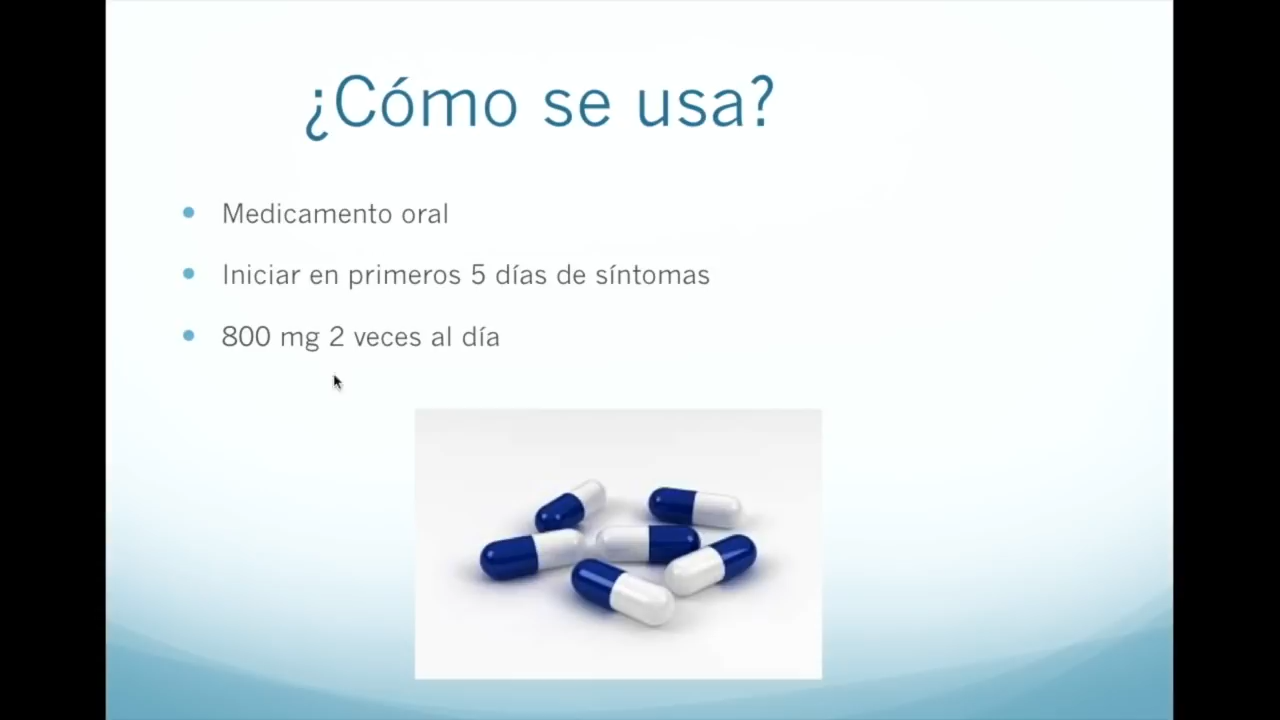 ¿Cómo se usa?
Medicamento oral
Iniciar en primeros 5 días de síntomas
800 mg 2 veces al día